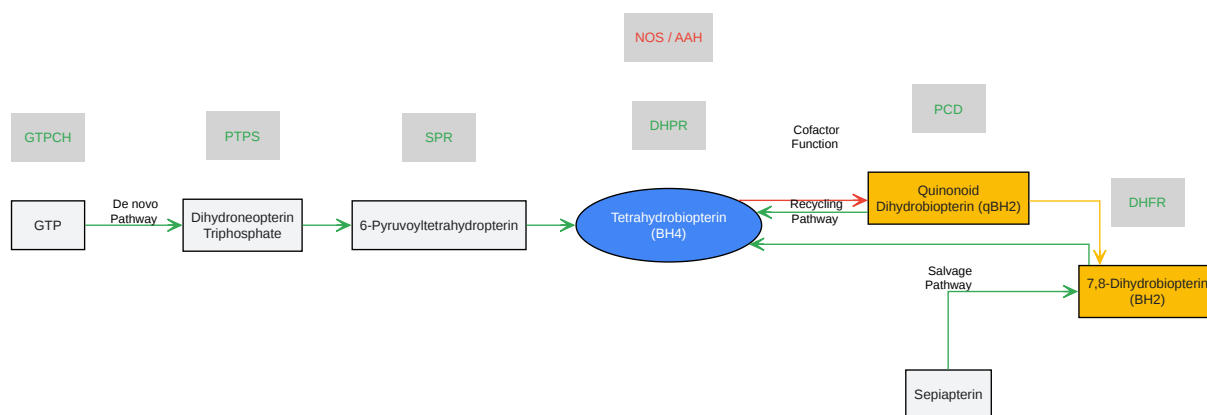 NOS / AAH
PCD
DHPR
GTPCH
PTPS
SPR
Cofactor
Function
DHFR
GTP
De novo
Pathway
Dihydroneopterin
Triphosphate
6-Pyruvoyltetrahydropterin
Tetrahydrobiopterin
(BH4)
Recycling
Pathway
Quinonoid
Dihydrobiopterin (qBH2)
Salvage
Pathway
7,8-Dihydrobiopterin
(BH2)
Sepiapterin